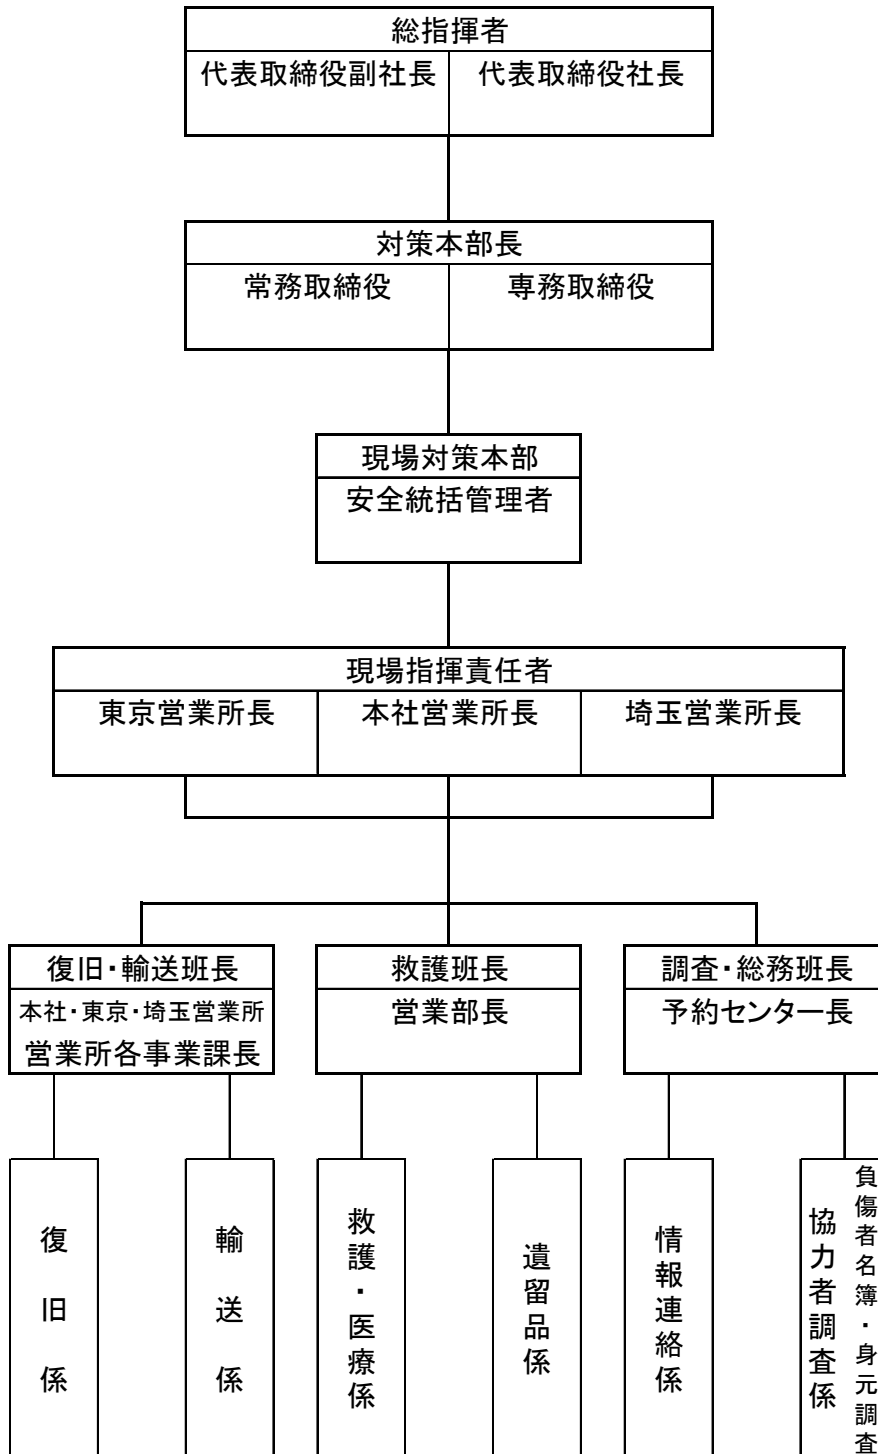 総指揮者
代表取締役副社長
代表取締役社長
対策本部長
常務取締役
専務取締役
現場対策本部
安全統括管理者
現場指揮責任者
東京営業所長
本社営業所長
埼玉営業所長
復旧・輸送班長
本社・東京・埼玉営業所
営業所各事業課長
救護班長
営業部長
調査・総務班長
予約センター長
復旧係
輸送係
救護・医療係
遺留品係
情報連絡係
負傷者名簿・身元調査
協力者調査係